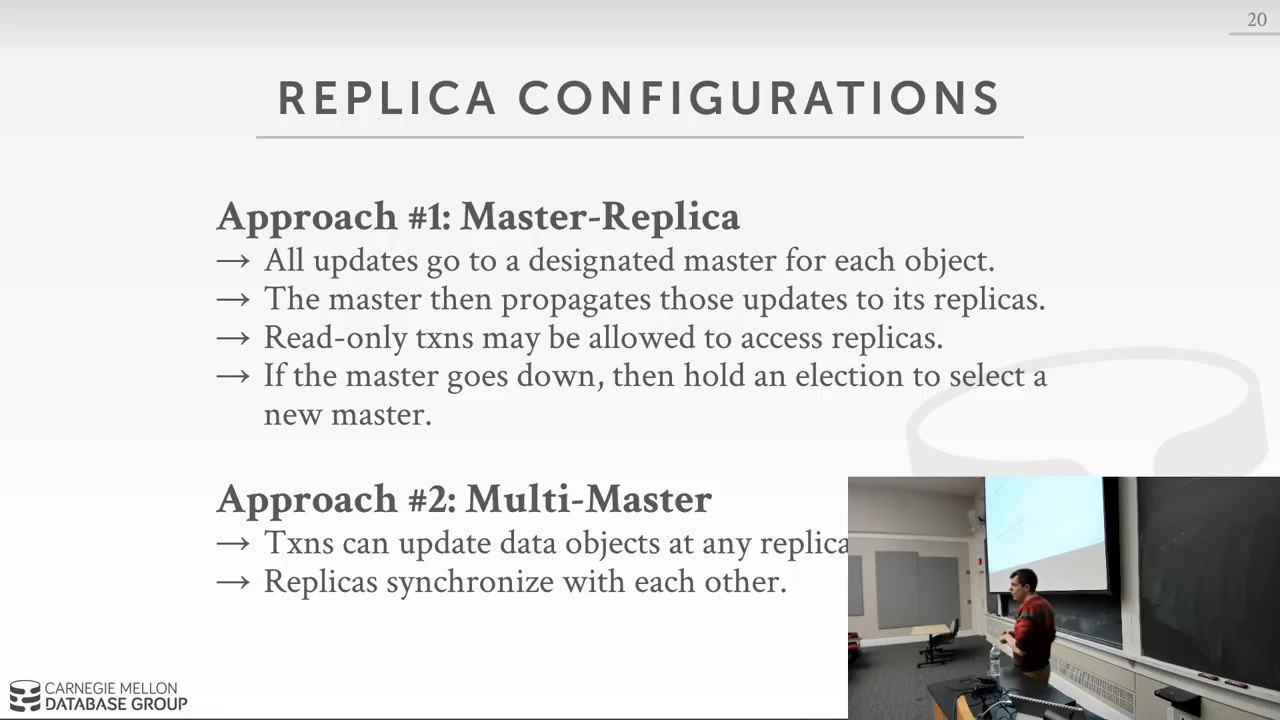 20
REPLICA CONFIGURATIONS
Approach #1: Master-Replica
→ All updates go to a designated master for each object.
→ The master then propagates those updates to its replicas.
→ Read-only txns may be allowed to access replicas.
→ If the master goes down, then hold an election to select a
new master.
Approach #2: Multi-Master
→ Txns can update data objects at any replica
→ Replicas synchronize with each other.
CARNEGIE MELLON
DATABASE GROUP